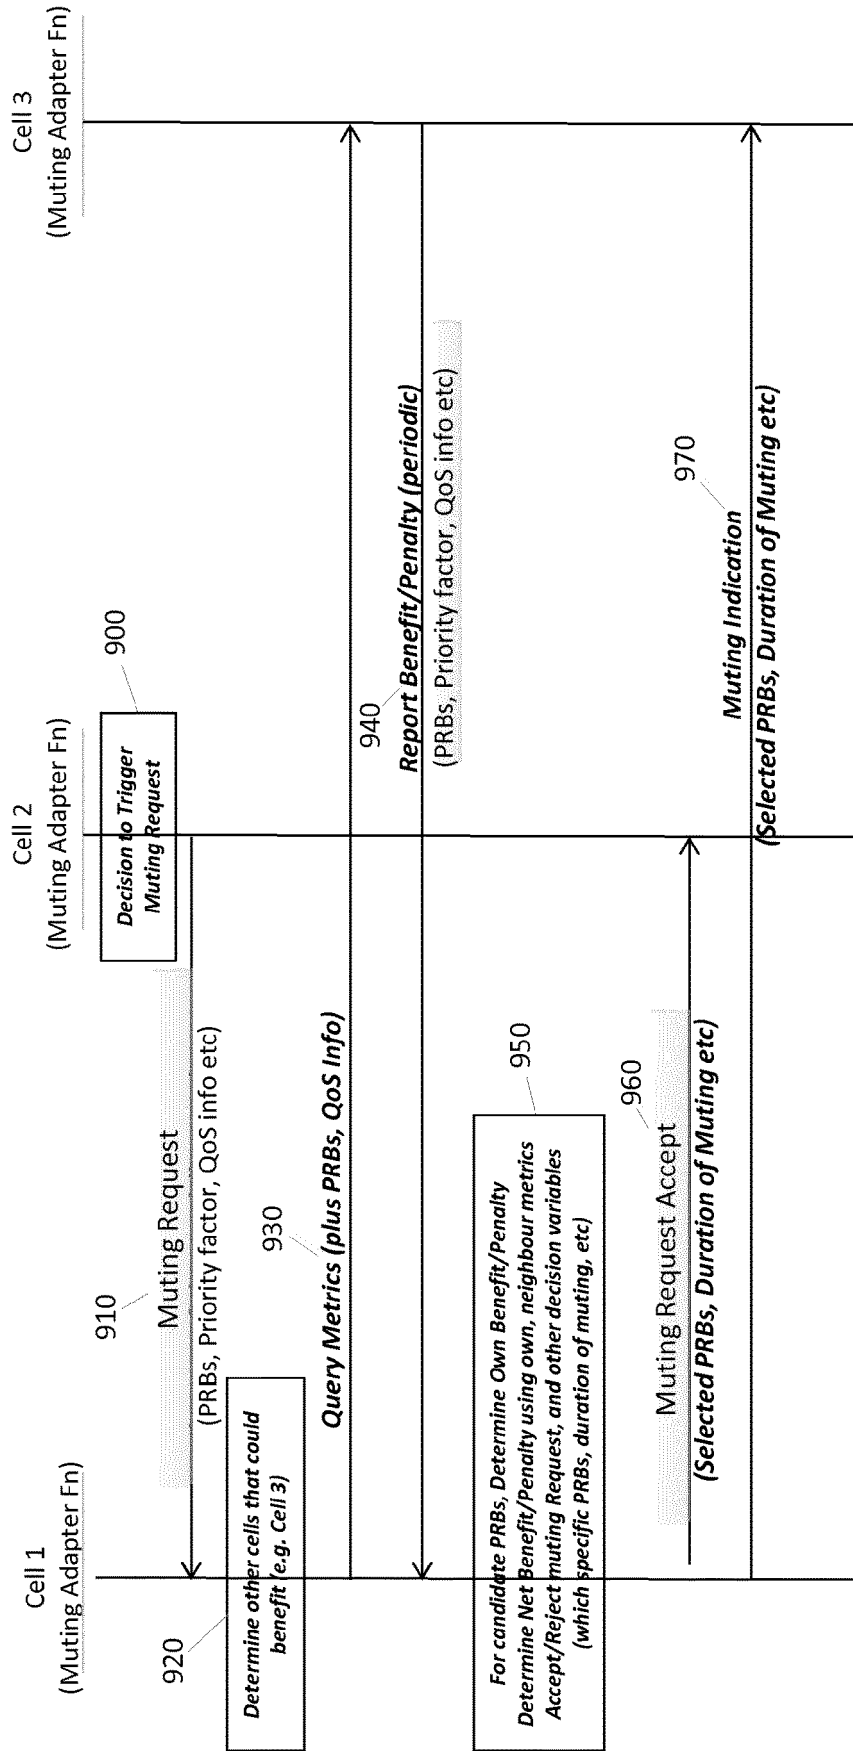 Cell 1
(Muting Adapter Fn)
Cell 2
(Muting Adapter Fn)
Cell 3
(Muting Adapter Fn)
900
Decision to Trigger
Muting Request
910
Muting Request
(PRBs, Priority factor, QoS info etc)
920
Determine other cells that could
benefit (e.g. Cell 3)
930
Query Metrics (plus PRBs, QoS Info)
940
Report Benefit/Penalty (periodic)
(PRBs, Priority factor, QoS info etc)
950
For candidate PRBs, Determine Own Benefit/Penalty
Determine Net Benefit/Penalty using own, neighbour metrics
Accept/Reject muting Request, and other decision variables
(which specific PRBs, duration of muting, etc)
960
Muting Request Accept
(Selected PRBs, Duration of Muting etc)
970
Muting Indication
(Selected PRBs, Duration of Muting etc)